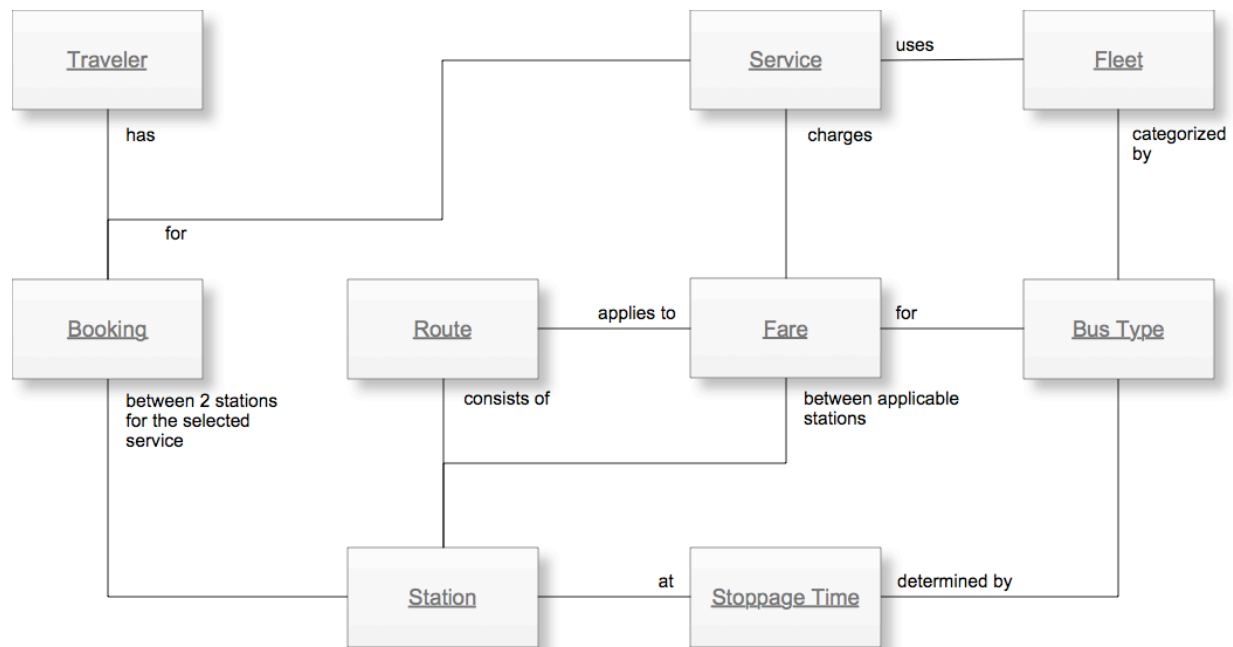 Traveler
Service
uses
Fleet
has
charges
categorized
by
for
Booking
Route
applies to
Fare
for
Bus Type
between 2 stations
for the selected
service
consists of
between applicable
stations
Station
at
Stoppage Time
determined by